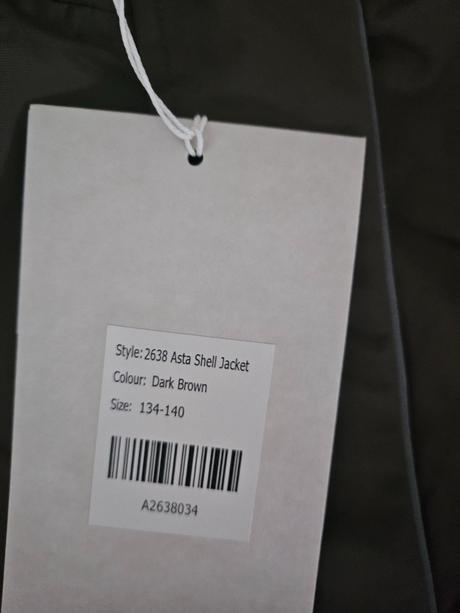 Style: 2638 Asta Shell Jacket
Colour: Dark Brown
Size: 134-140
A2638034